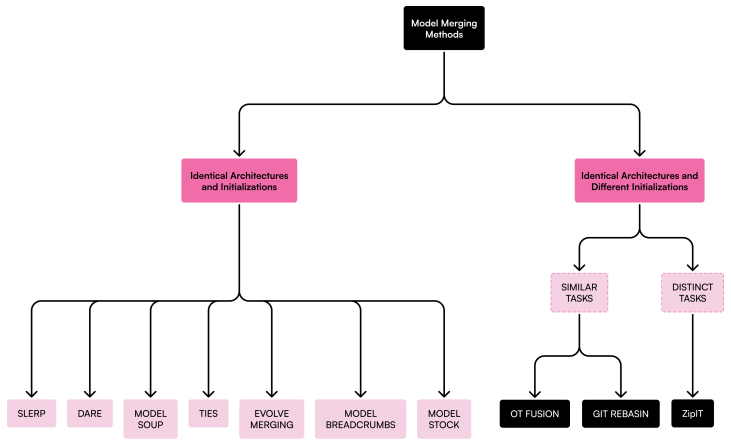 Model Merging
Methods
Identical Architectures
and Initializations
Identical Architectures and
Different Initializations
SIMILAR
TASKS
DISTINCT
TASKS
SLERP
DARE
MODEL
SOUP
TIES
EVOLVE
MERGING
MODEL
BREADCRUMBS
MODEL
STOCK
OT FUSION
GIT REBASIN
ZipIT